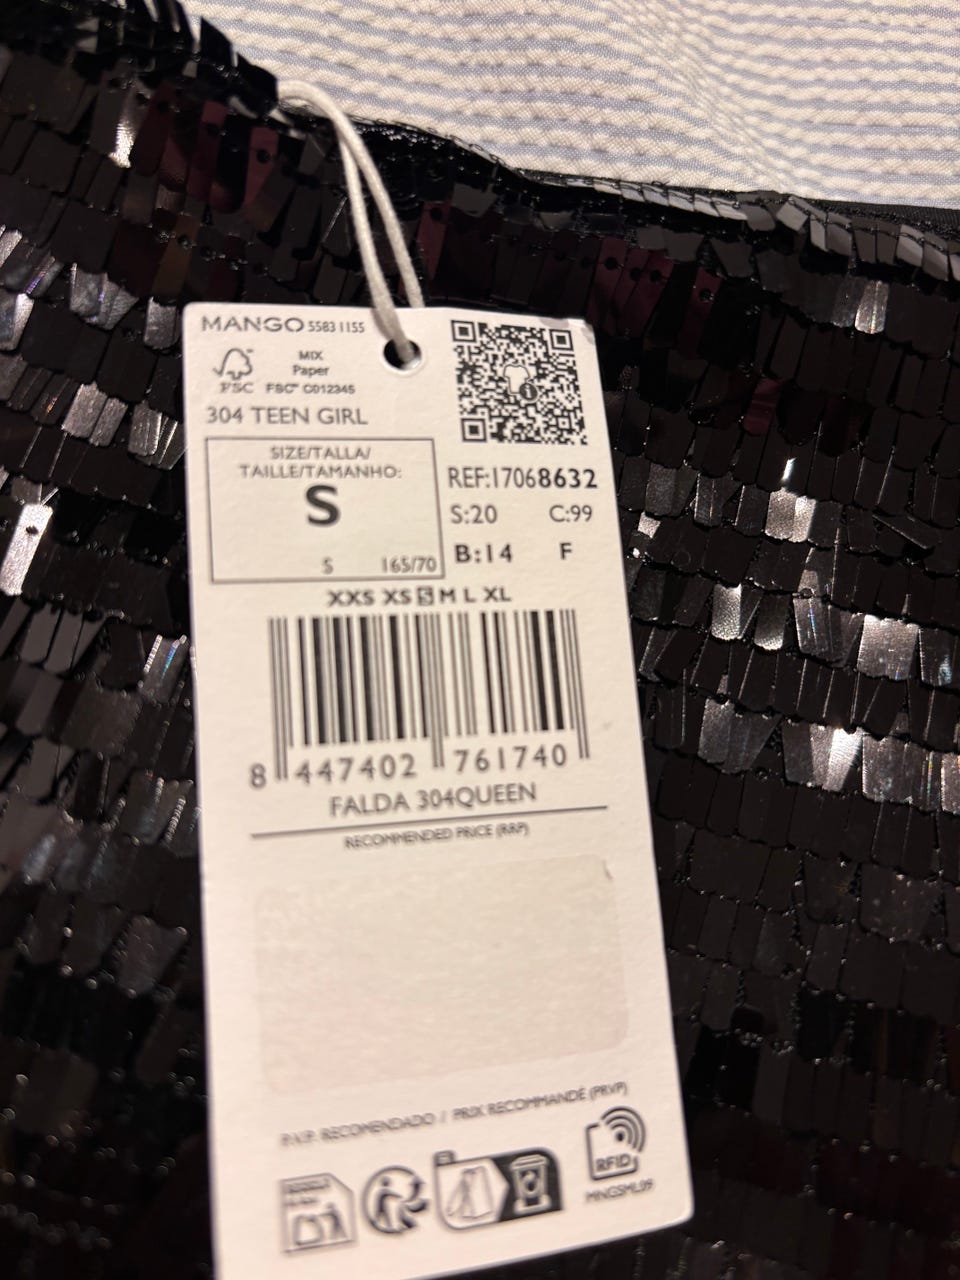 MANGO 5583 1155
FSC
MIX
Paper
FSC™ C012345
304 TEEN GIRL
SIZE/TALLA/
TAILLE/TAMANHO:
S
S 165/70
REF:17068632
S:20 C:99
B:14 F
XXS XS S M L XL
8 447402 761740
FALDA 304QUEEN
RECOMMENDED PRICE (RRP)
P.V.P. RECOMENDADO / PRIX RECOMMANDÉ (PRVP)
RFID
MNGSML09